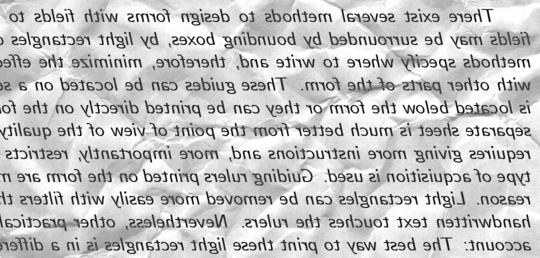 There exist several methods to design forms with fields to
fields may be surrounded by bounding boxes, by light rectangles
methods specify where to write and, therefore, minimize the
with other parts of the form. These guides can be located on a
is located below the form or they can be printed directly on the
separate sheet is much better from the point of view of the quality
requires giving more instructions and, more importantly, restricts
type of acquisition is used. Guiding rulers printed on the form are
reason. Light rectangles can be removed more easily with filters
handwritten text touches the rulers. Nevertheless, other practical
account: The best way to print these light rectangles is in a